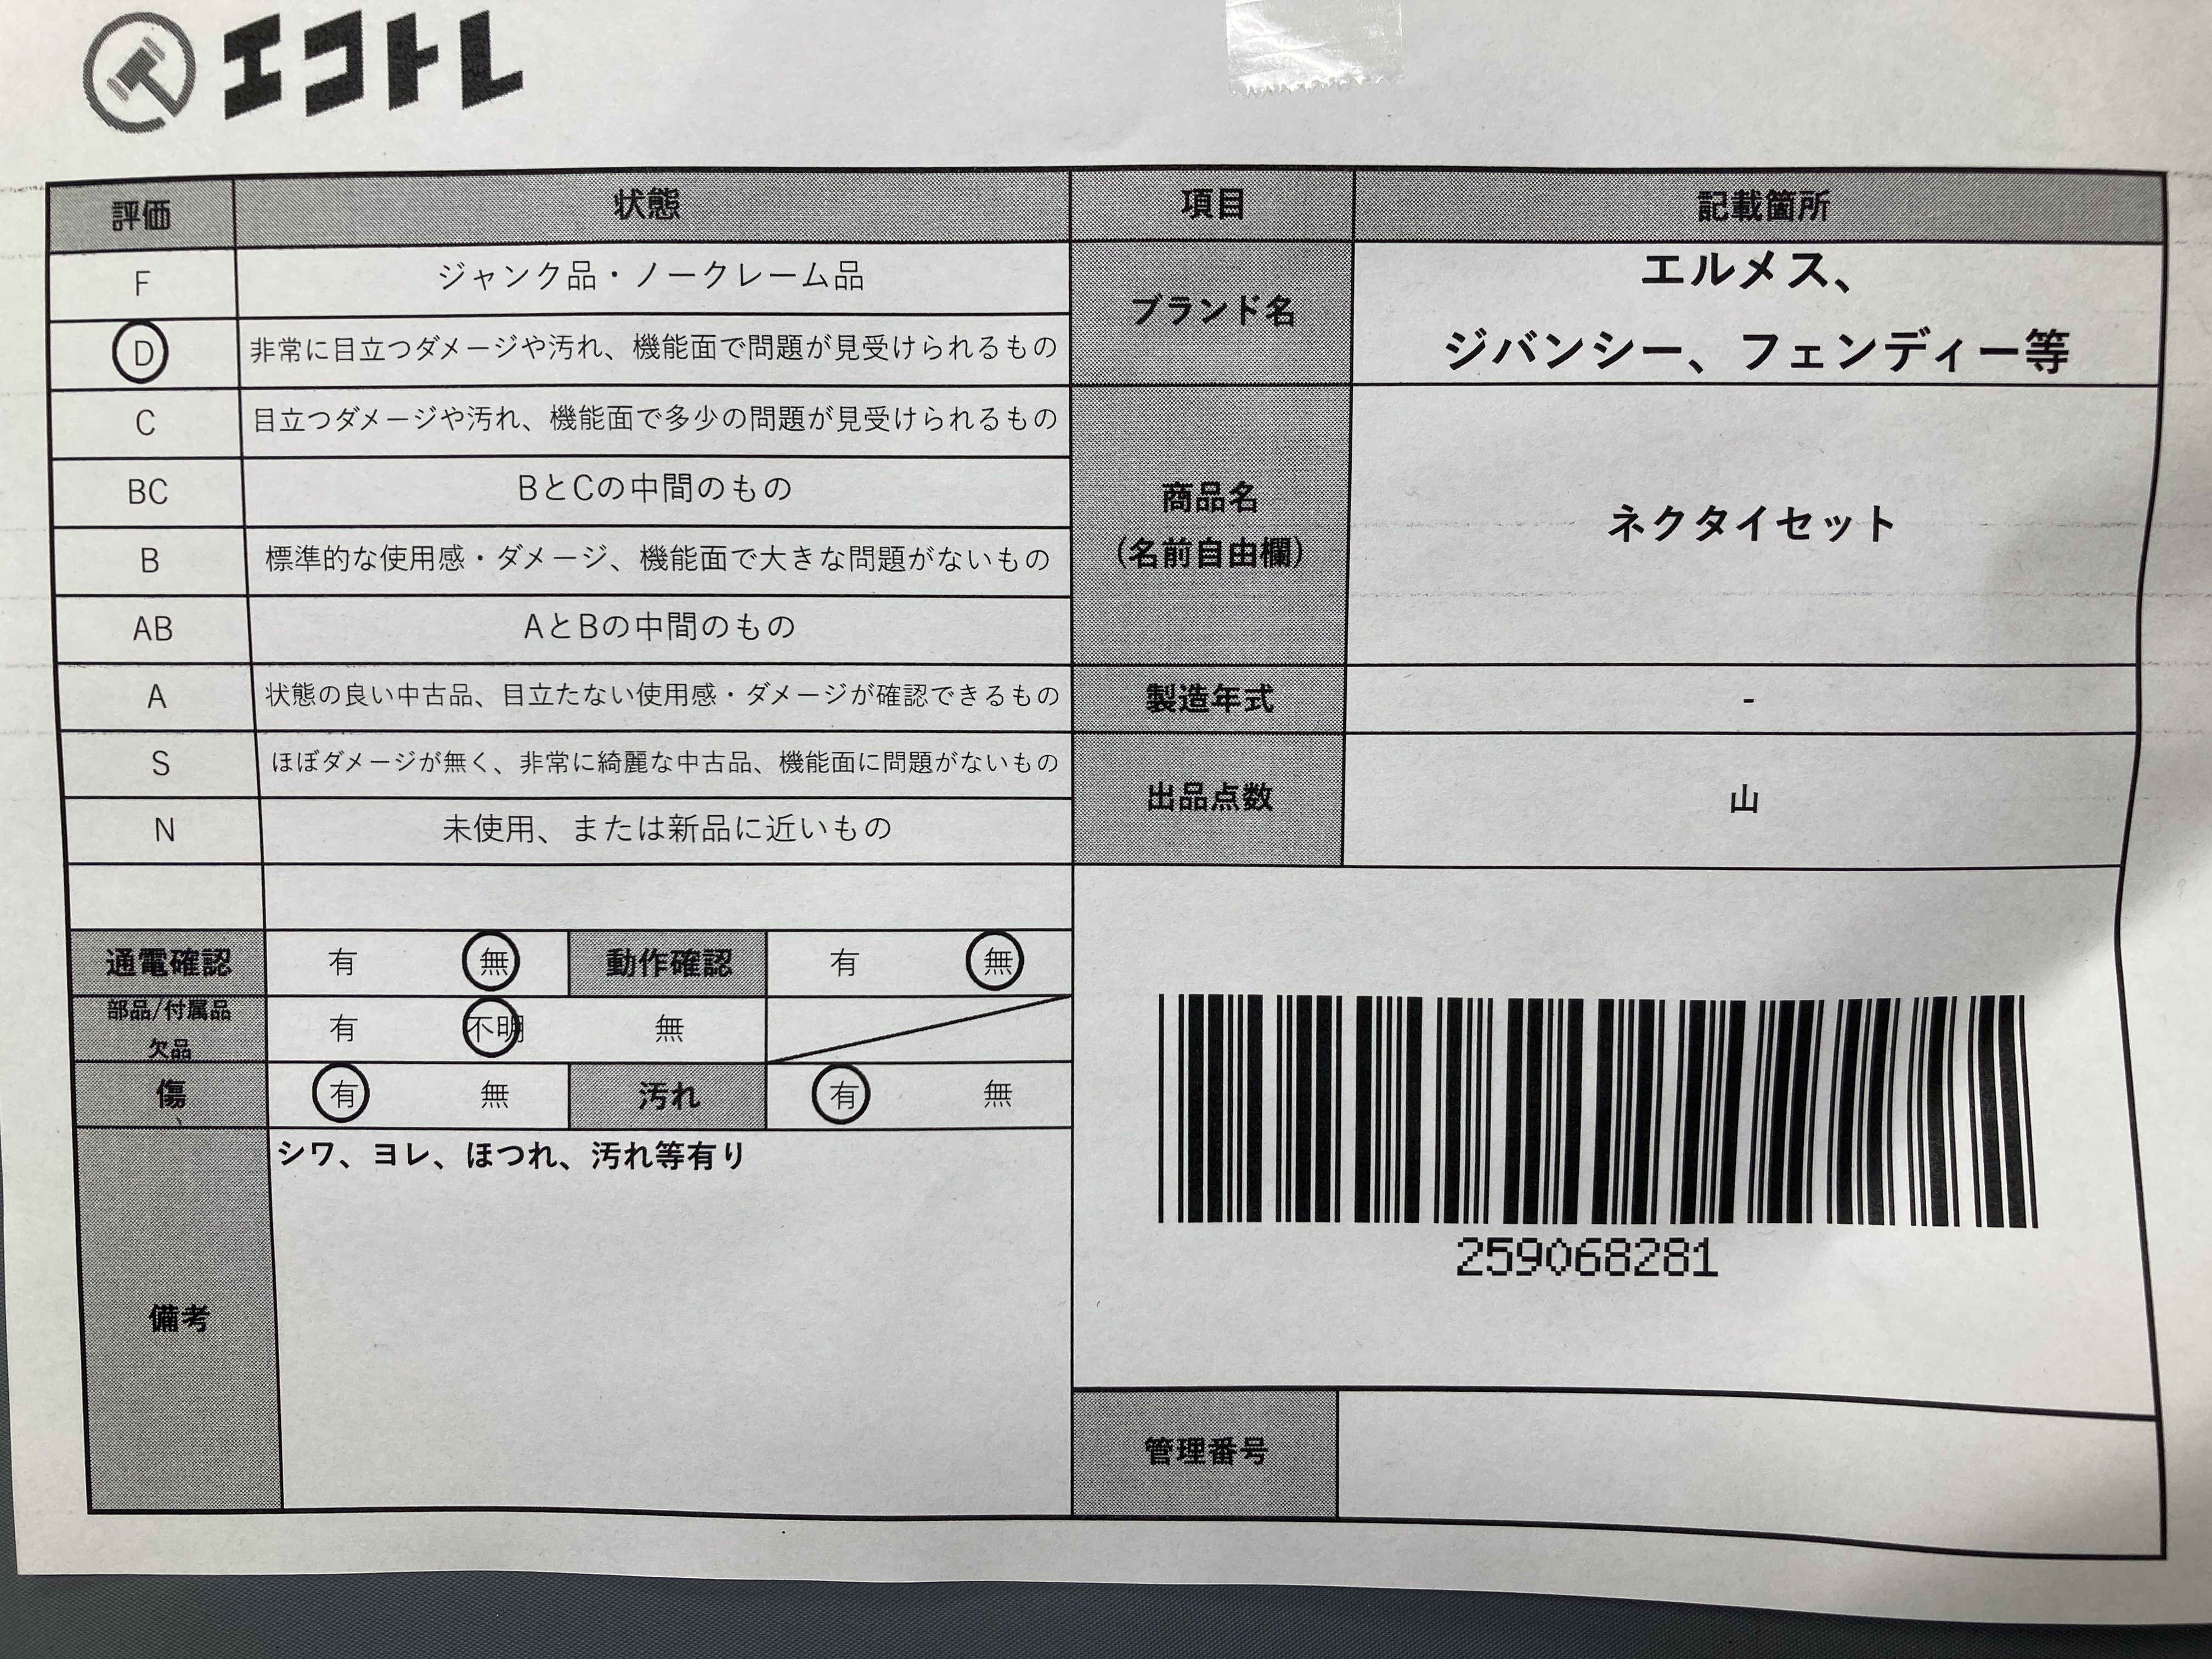 エコトレ
評価 状態 項目 記載箇所
F ジャンク品・ノークレーム品
D 非常に目立つダメージや汚れ、機能面で問題が見受けられるもの
C 目立つダメージや汚れ、機能面で多少の問題が見受けられるもの
BC BとCの中間のもの
B 標準的な使用感・ダメージ、機能面で大きな問題がないもの
AB AとBの中間のもの
A 状態の良い中古品、目立たない使用感・ダメージが確認できるもの
S ほぼダメージが無く、非常に綺麗な中古品、機能面に問題がないもの
N 未使用、または新品に近いもの
ブランド名
エルメス、
ジバンシー、フェンディー等
商品名
(名前自由欄)
ネクタイセット
製造年式 -
出品点数 山
通電確認 有 無 動作確認 有 無
部品/付属品
欠品
有 不明 無
傷 有 無 汚れ 有 無
備考
シワ、ヨレ、ほつれ、汚れ等有り
259068281
管理番号